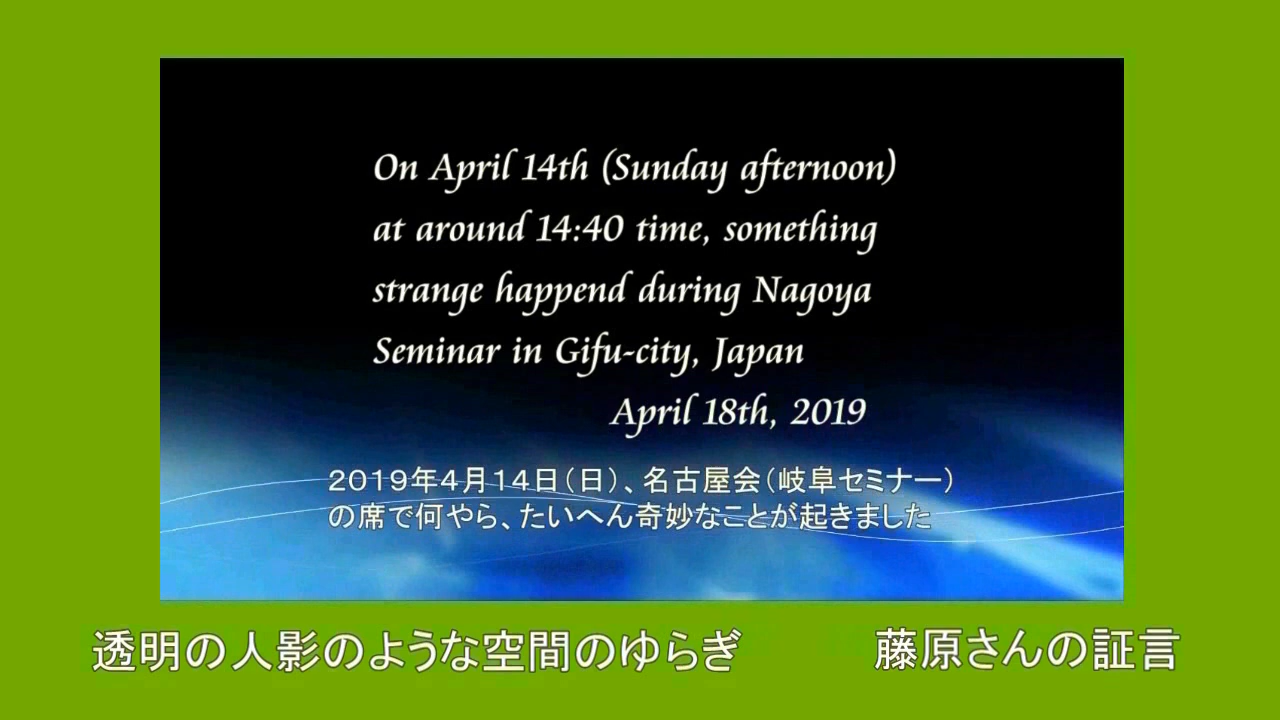 On April 14th (Sunday afternoon)
at around 14:40 time, something
strange happend during Nagoya
Seminar in Gifu-city, Japan
April 18th, 2019
２０１９年４月１４日（日）、名古屋会（岐阜セミナー）
の席で何やら、たいへん奇妙なことが起きました
透明の人影のような空間のゆらぎ　　　藤原さんの証言